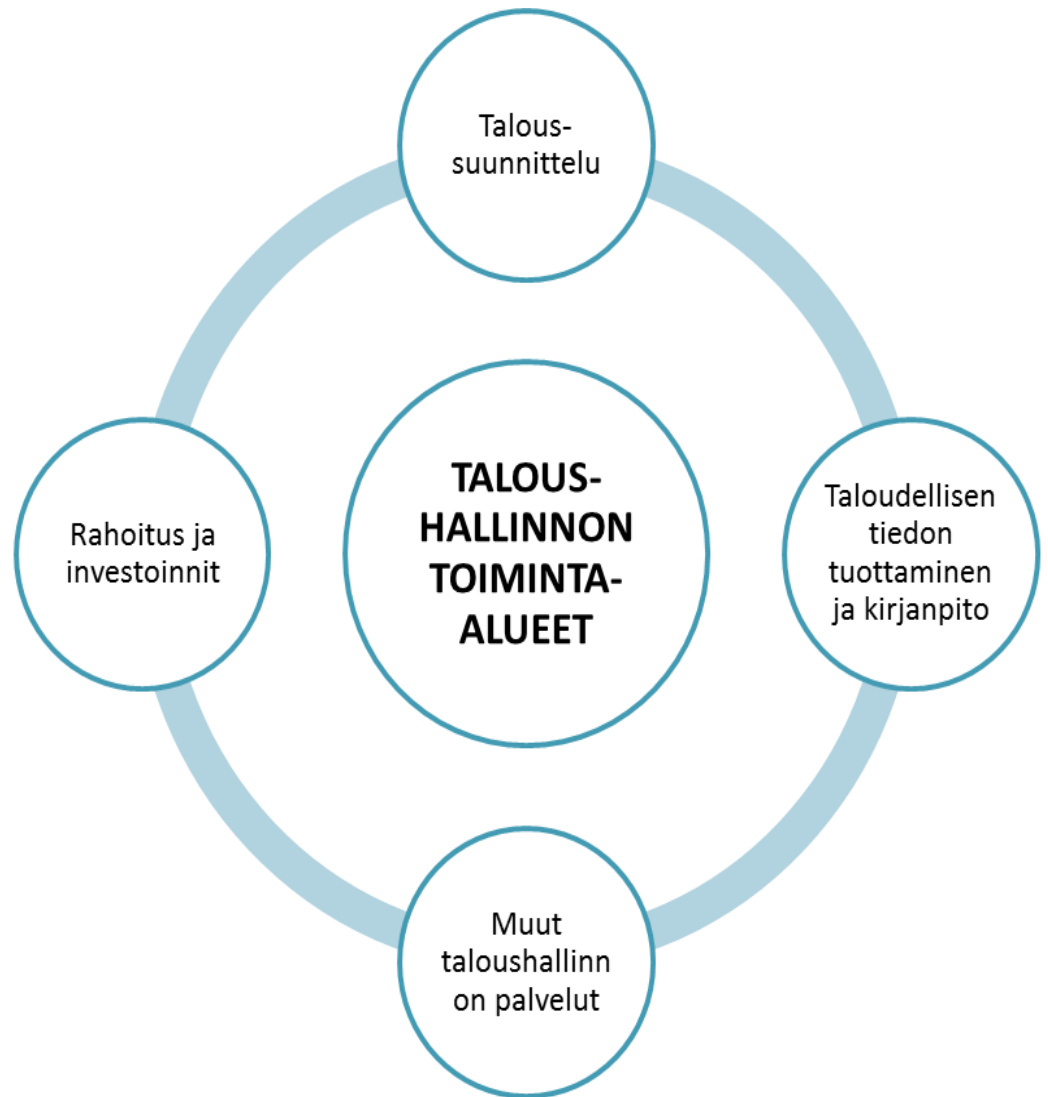 Talous-
suunnittelu
TALOUS-
HALLINNON
TOIMINTA-
ALUEET
Taloudellisen
tiedon
tuottaminen
ja kirjanpito
Rahoitus ja
investoinnit
Muut
taloushallinn
on palvelut